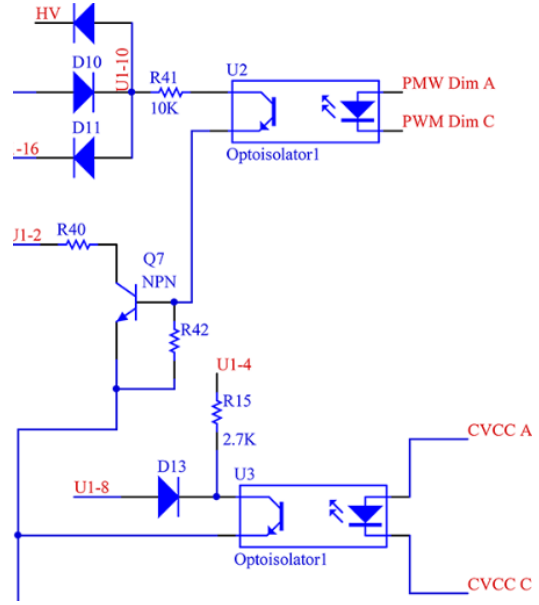 HV
D10
U1-10
R41
10K
U2
PMW Dim A
PWM Dim C
D11
-16
Optoisolator1
U1-2
R40
Q7
NPN
R42
U1-4
R15
2.7K
D13
U3
U1-8
CVCC A
Optoisolator1
CVCC C